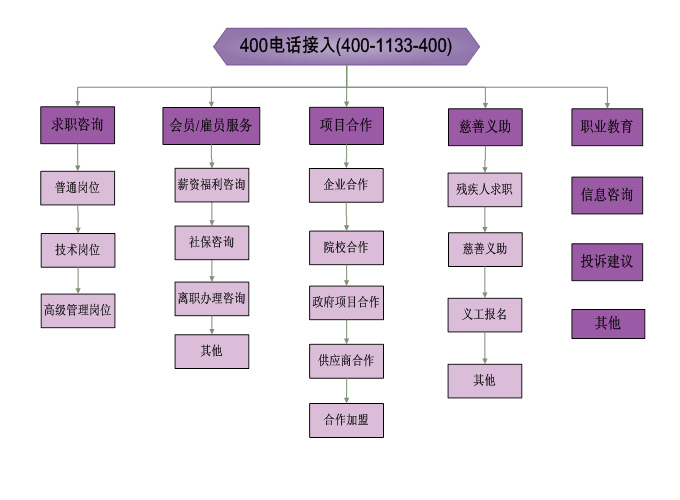 400电话接入(400-1133-400)
求职咨询
普通岗位
技术岗位
高级管理岗位
会员/雇员服务
薪资福利咨询
社保咨询
离职办理咨询
其他
项目合作
企业合作
院校合作
政府项目合作
供应商合作
合作加盟
慈善义助
残疾人求职
慈善义助
义工报名
其他
职业教育
信息咨询
投诉建议
其他